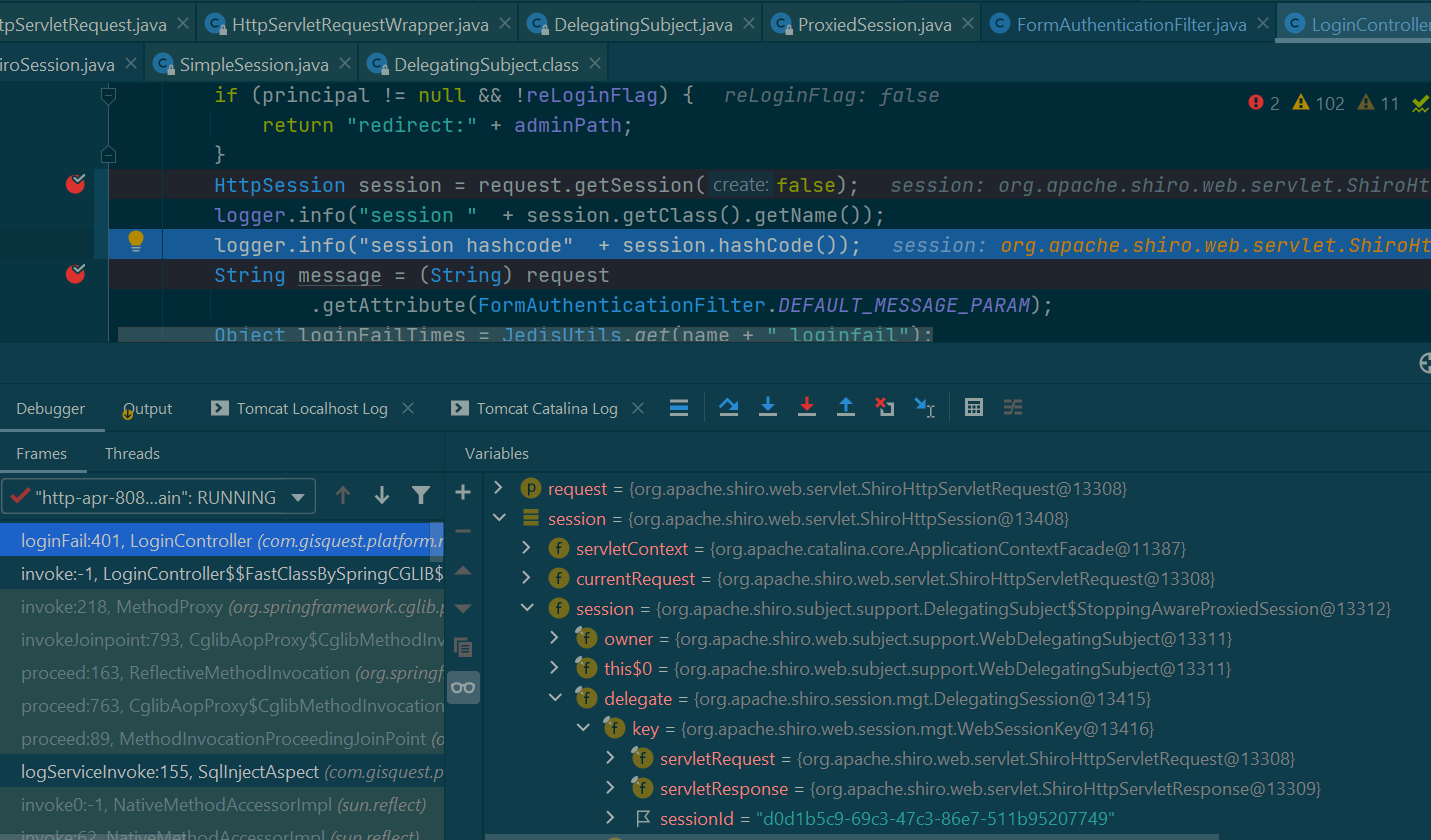 tpServletRequest.java HttpServletRequestWrapper.java DelegatingSubject.java ProxiedSession.java FormAuthenticationFilter.java LoginController
iroSession.java SimpleSession.java DelegatingSubject.class
if (principal != null && !reLoginFlag) { reLoginFlag: false
2 102 11
return "redirect:" + adminPath;
}
HttpSession session = request.getSession( create: false); session: org.apache.shiro.web.servlet.ShiroHt
logger.info("session " + session.getClass().getName());
logger.info("session hashcode" + session.hashCode()); session: org.apache.shiro.web.servlet.ShiroHt
String message = (String) request
.getAttribute(FormAuthenticationFilter.DEFAULT_MESSAGE_PARAM);
Object loginFailTimes = JedisUtils.get(name + "_loginfail");
Debugger Output Tomcat Localhost Log Tomcat Catalina Log
Frames Threads Variables
"http-apr-808...ain": RUNNING
loginFail:401, LoginController (com.gisquest.platform.r
invoke:-1, LoginController$$FastClassBySpringCGLIB$
invoke:218, MethodProxy (org.springframework.cglib.p
invokeJoinpoint:793, CglibAopProxy$CglibMethodInv
proceed:163, ReflectiveMethodInvocation (org.springf
proceed:763, CglibAopProxy$CglibMethodInvocation
proceed:89, MethodInvocationProceedingJoinPoint (o
logServiceInvoke:155, SqlInjectAspect (com.gisquest.p
invoke0:-1, NativeMethodAccessorImpl (sun.reflect)
invoke:62, NativeMethodAccessorImpl (sun.reflect)
request = {org.apache.shiro.web.servlet.ShiroHttpServletRequest@13308}
session = {org.apache.shiro.web.servlet.ShiroHttpSession@13408}
servletContext = {org.apache.catalina.core.ApplicationContextFacade@11387}
currentRequest = {org.apache.shiro.web.servlet.ShiroHttpServletRequest@13308}
session = {org.apache.shiro.subject.support.DelegatingSubject$StoppingAwareProxiedSession@13312}
owner = {org.apache.shiro.web.subject.support.WebDelegatingSubject@13311}
this$0 = {org.apache.shiro.web.subject.support.WebDelegatingSubject@13311}
delegate = {org.apache.shiro.session.mgt.DelegatingSession@13415}
key = {org.apache.shiro.web.session.mgt.WebSessionKey@13416}
servletRequest = {org.apache.shiro.web.servlet.ShiroHttpServletRequest@13308}
servletResponse = {org.apache.shiro.web.servlet.ShiroHttpServletResponse@13309}
sessionId = "d0d1b5c9-69c3-47c3-86e7-511b95207749"